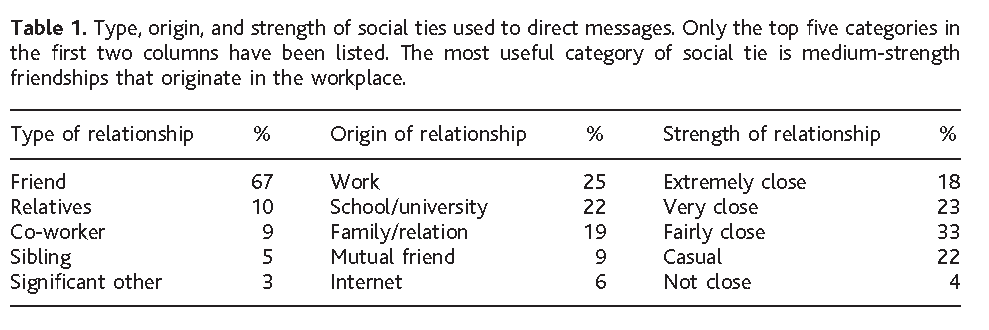 Table 1. Type, origin, and strength of social ties used to direct messages. Only the top five categories in
the first two columns have been listed. The most useful category of social tie is medium-strength
friendships that originate in the workplace.
Type of relationship % Origin of relationship % Strength of relationship %
Friend 67 Work 25 Extremely close 18
Relatives 10 School/university 22 Very close 23
Co-worker 9 Family/relation 19 Fairly close 33
Sibling 5 Mutual friend 9 Casual 22
Significant other 3 Internet 6 Not close 4